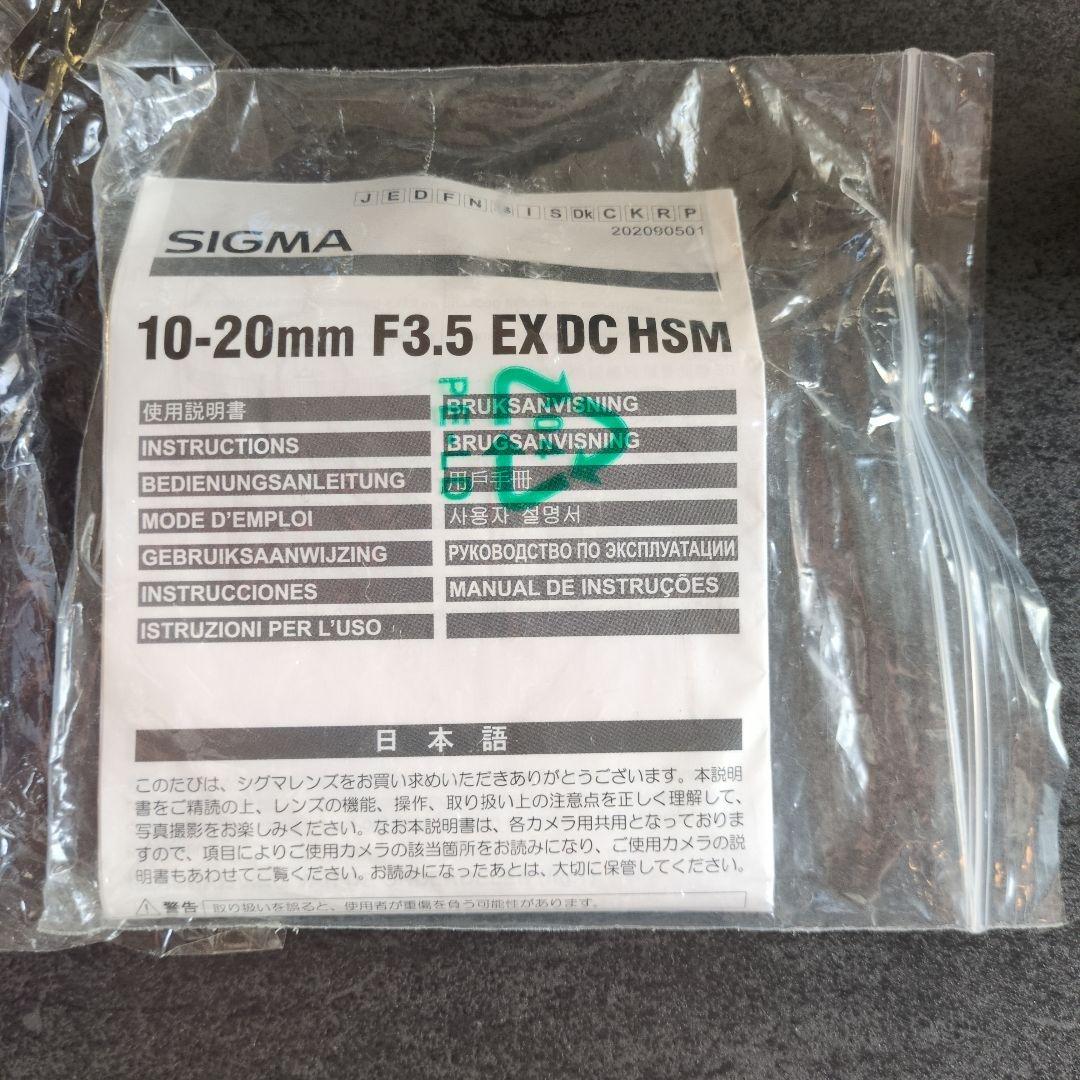 J E D F N Es I S Dk C K R P
202090501
SIGMA
10-20mm F3.5 EX DC HSM
使用説明書
INSTRUCTIONS
BEDIENUNGSANLEITUNG
MODE D'EMPLOI
GEBRUIKSAANWIJZING
INSTRUCCIONES
ISTRUZIONI PER L'USO
BRUKSANVISNING
BRUGSANVISNING
用戶手冊
사용자 설명서
РУКОВОДСТВО ПО ЭКСПЛУАТАЦИИ
MANUAL DE INSTRUÇÕES
04
PE-LD
日本語
このたびは、シグマレンズをお買い求めいただきありがとうございます。本説明
書をご精読の上、レンズの機能、操作、取り扱い上の注意点を正しく理解して、
写真撮影をお楽しみください。なお本説明書は、各カメラ用共用となっておりま
すので、項目によりご使用カメラの該当箇所をお読みになり、ご使用カメラの説
明書もあわせてご覧ください。お読みになったあとは、大切に保管してください。
警告 取り扱いを誤ると、使用者が重傷を負う可能性があります。